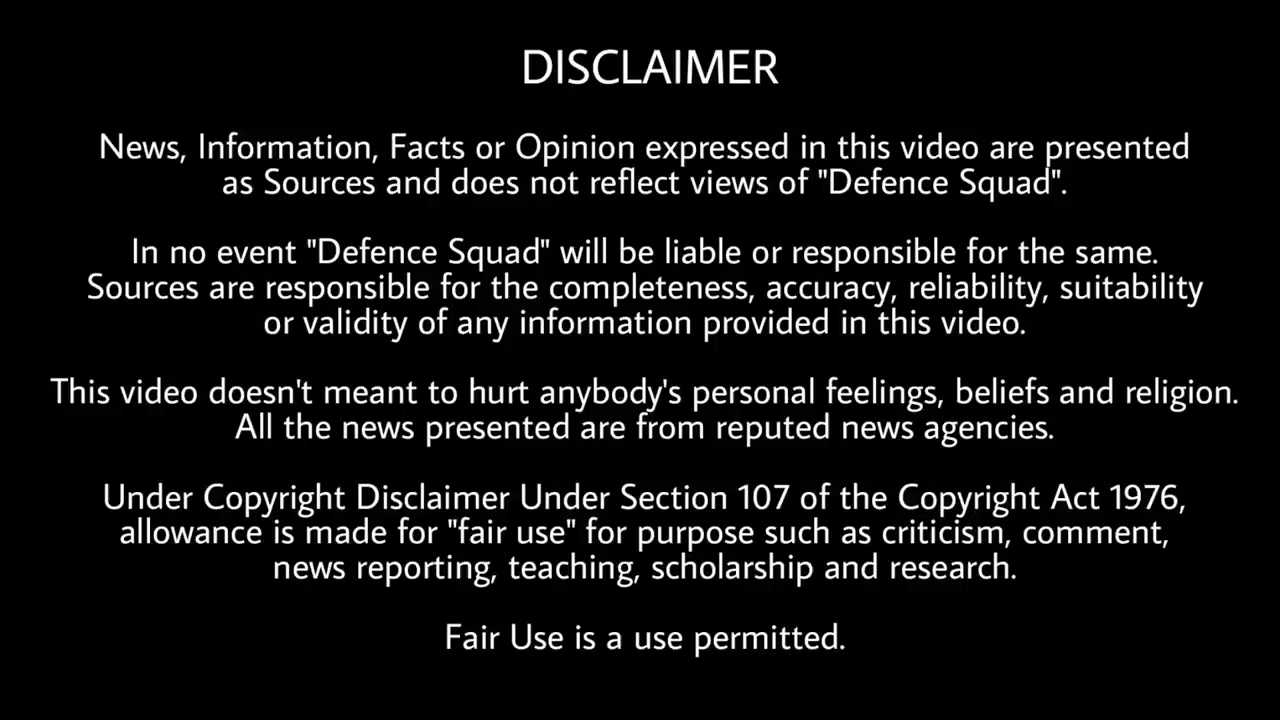 DISCLAIMER
News, Information, Facts or Opinion expressed in this video are presented
as Sources and does not reflect views of "Defence Squad".
In no event "Defence Squad" will be liable or responsible for the same.
Sources are responsible for the completeness, accuracy, reliability, suitability
or validity of any information provided in this video.
This video doesn't meant to hurt anybody's personal feelings, beliefs and religion.
All the news presented are from reputed news agencies.
Under Copyright Disclaimer Under Section 107 of the Copyright Act 1976,
allowance is made for "fair use" for purpose such as criticism, comment,
news reporting, teaching, scholarship and research.
Fair Use is a use permitted.